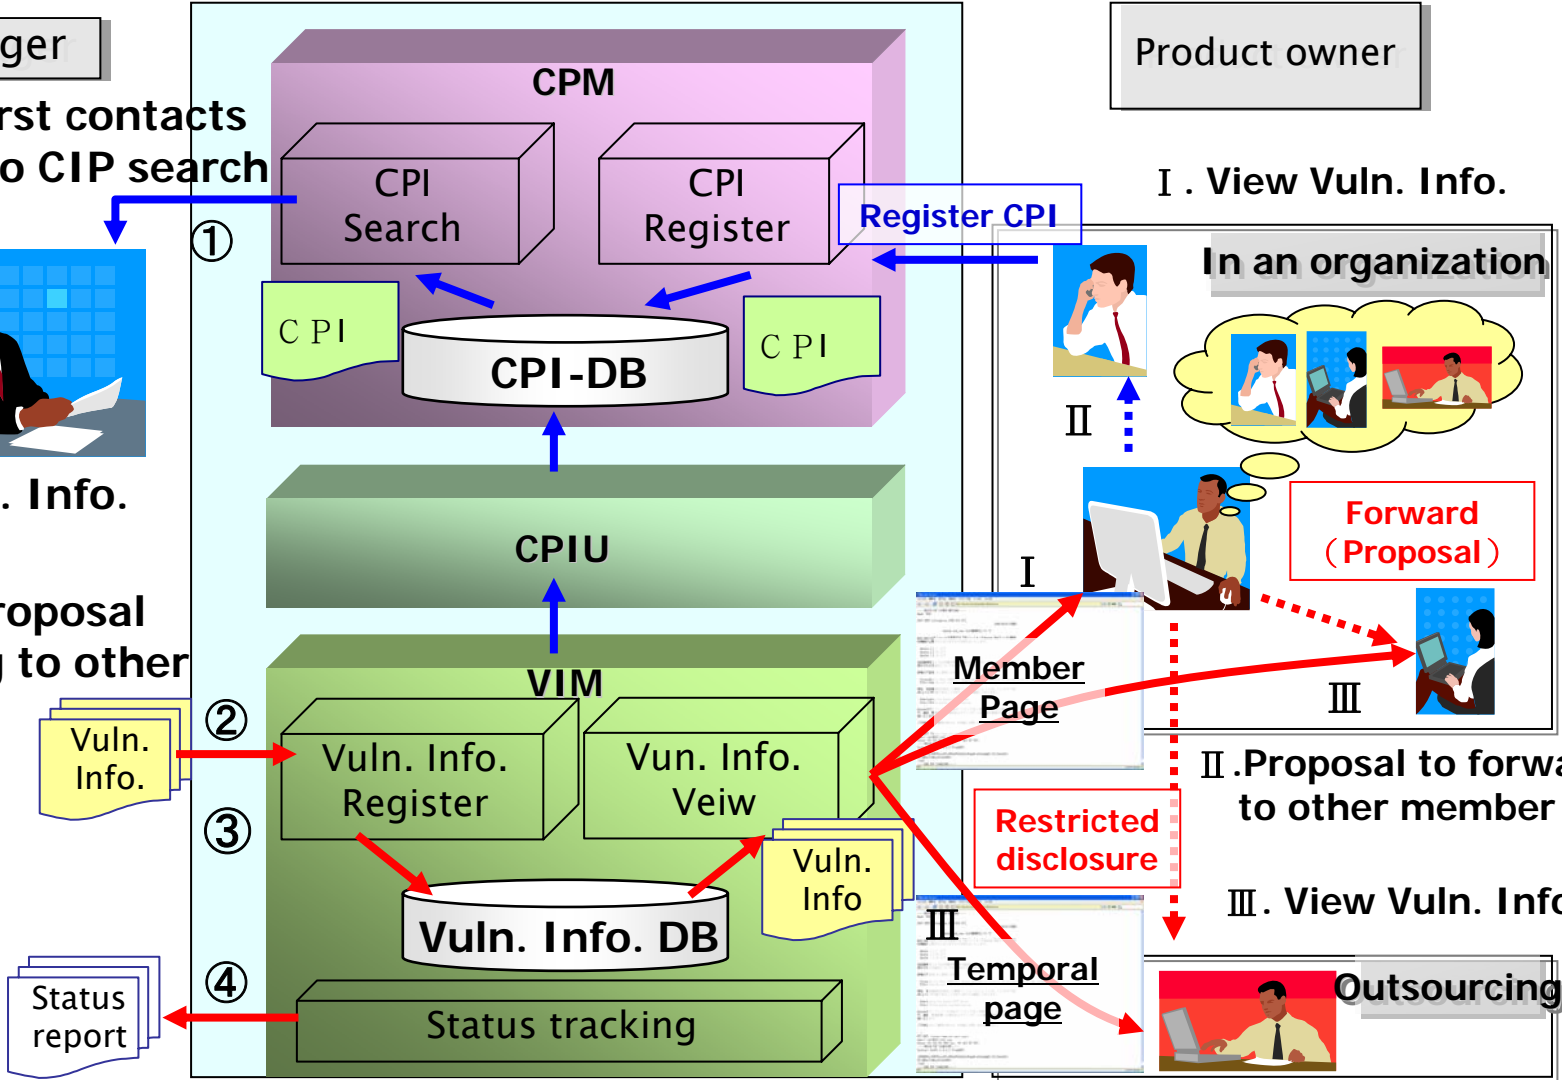 ger
rst contacts
o CIP search
①
. Info.
roposal
g to other
Vuln.
Info.
②
③
④
Status
report
CPM
CPI
Search
CPI
Register
Register CPI
ＣＰI
ＣＰI
CPI-DB
CPIU
VIM
Vuln. Info.
Register
Vun. Info.
Veiw
Vuln. Info. DB
Vuln.
Info
Status tracking
Product owner
Ⅰ. View Vuln. Info.
In an organization
Ⅱ
Forward
（Proposal）
Ⅰ
Member
Page
Ⅲ
Ⅱ.Proposal to forwa
to other member
Restricted
disclosure
Ⅲ. View Vuln. Info
Ⅲ
Temporal
page
Outsourcing